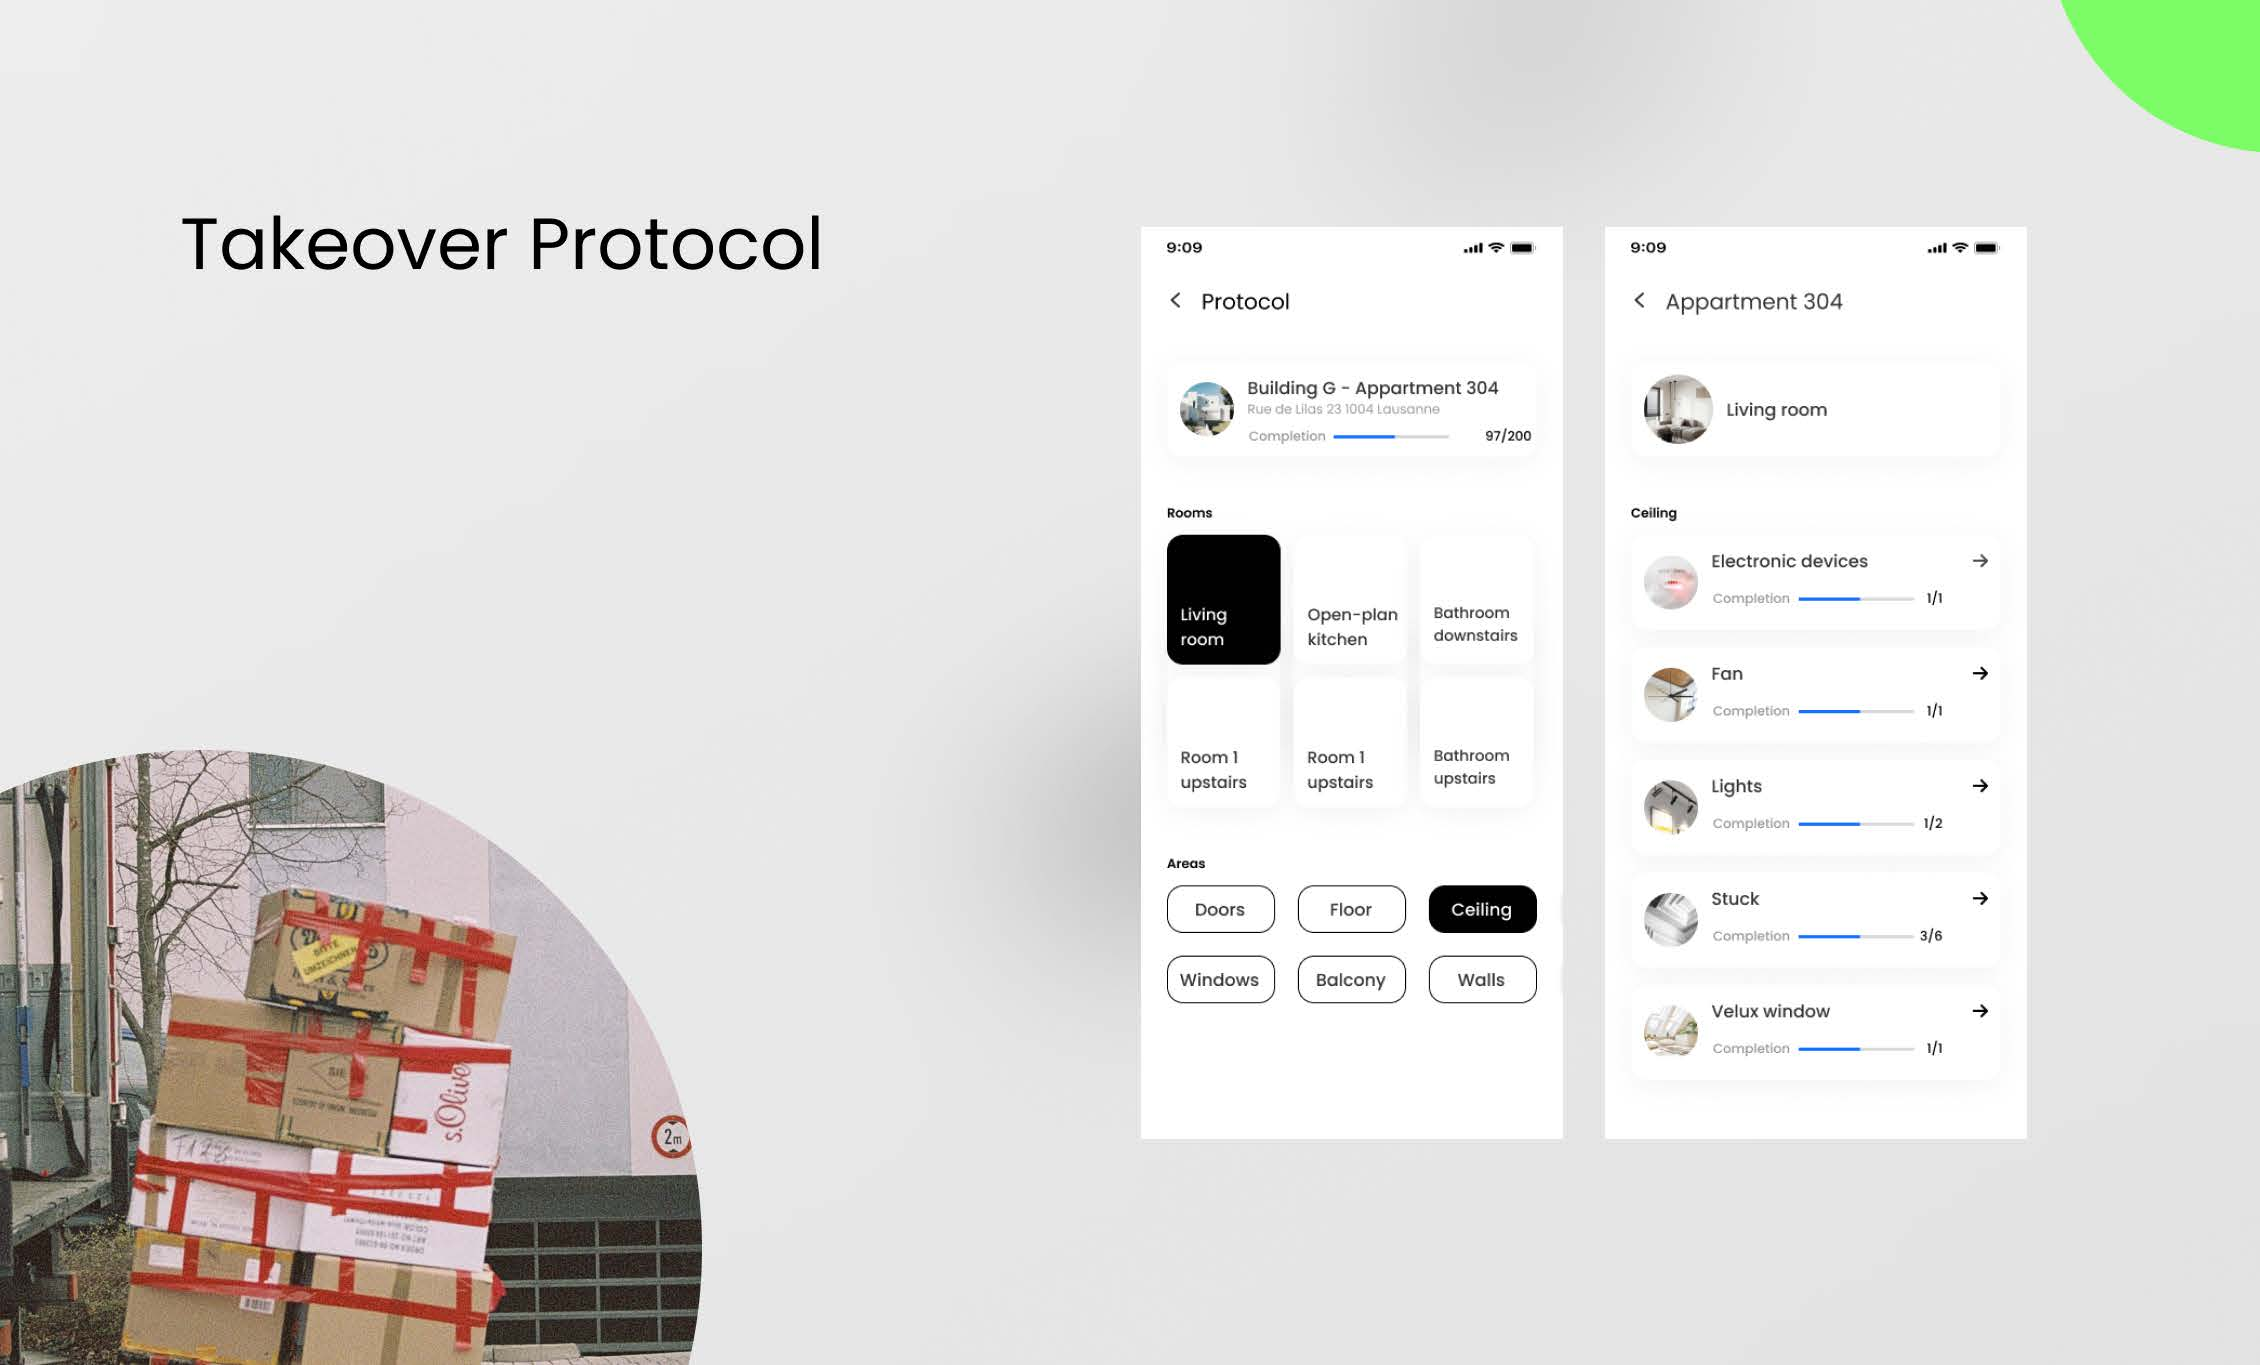 Takeover Protocol
9:09
Protocol
Building G - Appartment 304
Rue de Lilas 23 1004 Lausanne
Completion 97/200
Rooms
Living
room
Open-plan
kitchen
Bathroom
downstairs
Room 1
upstairs
Room 1
upstairs
Bathroom
upstairs
Areas
Doors
Floor
Ceiling
Windows
Balcony
Walls
9:09
Appartment 304
Living room
Ceiling
Electronic devices
Completion 1/1
Fan
Completion 1/1
Lights
Completion 1/2
Stuck
Completion 3/6
Velux window
Completion 1/1
BITTE
UMZEICHNEN
s.Olive
2m